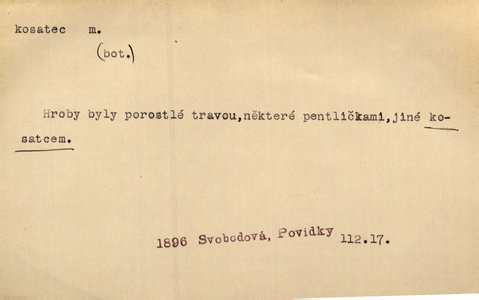 kosatec m.
(bot.)
Hroby byly porostlé travou,některé pentličkami,jiné ko-
satcem.
1896 Svobodová, Povídky 112.17.